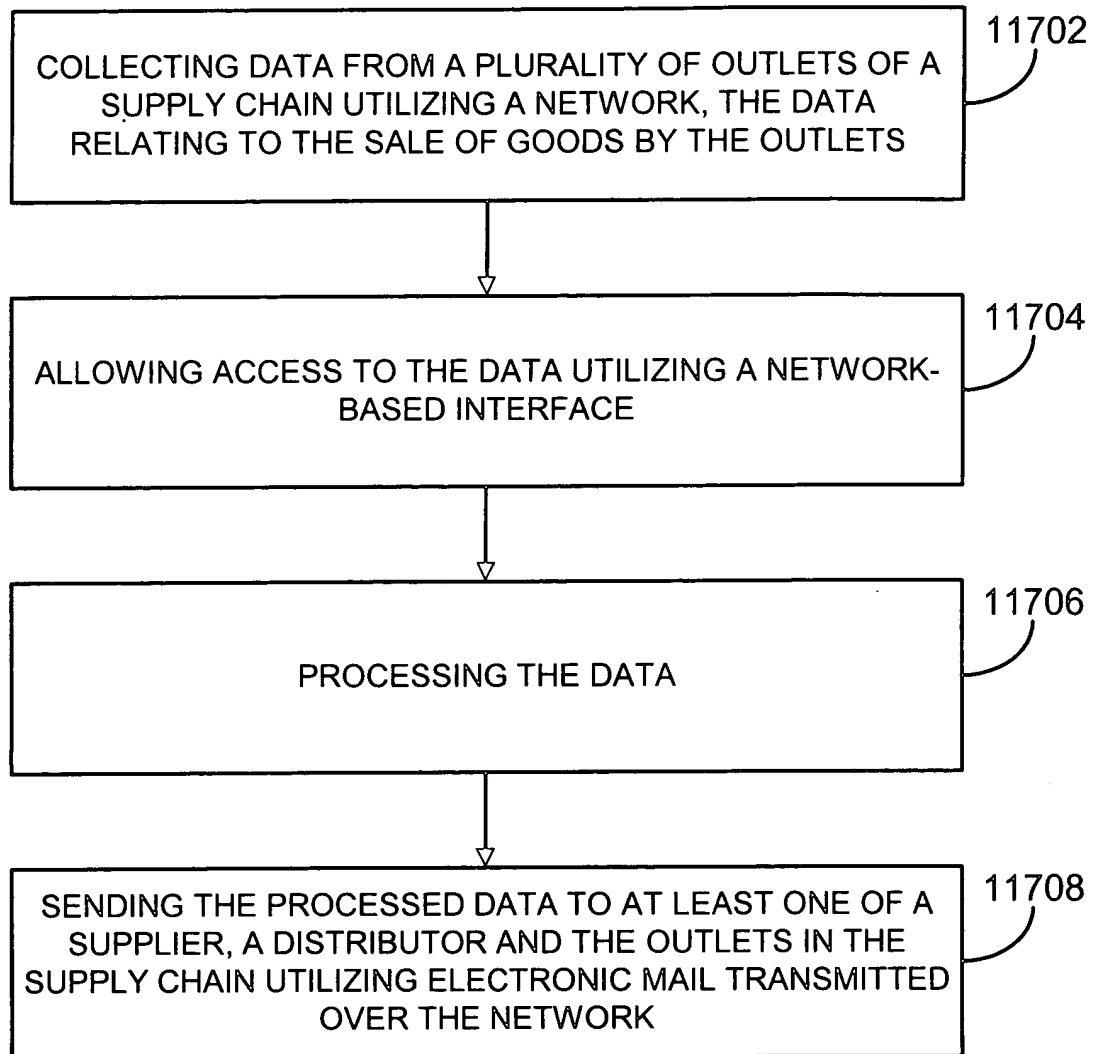 11702
COLLECTING DATA FROM A PLURALITY OF OUTLETS OF A
SUPPLY CHAIN UTILIZING A NETWORK, THE DATA
RELATING TO THE SALE OF GOODS BY THE OUTLETS
11704
ALLOWING ACCESS TO THE DATA UTILIZING A NETWORK-
BASED INTERFACE
11706
PROCESSING THE DATA
11708
SENDING THE PROCESSED DATA TO AT LEAST ONE OF A
SUPPLIER, A DISTRIBUTOR AND THE OUTLETS IN THE
SUPPLY CHAIN UTILIZING ELECTRONIC MAIL TRANSMITTED
OVER THE NETWORK